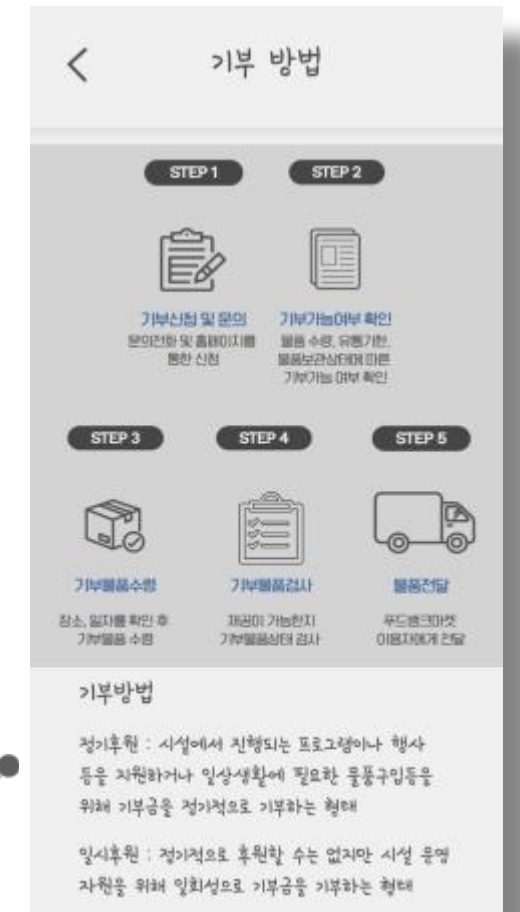 기부 방법
STEP 1
STEP 2
기부신청 및 문의
문의전화 및 홈페이지를
통한 신청
기부가능여부 확인
물품 수량, 유통기한,
물품보관상태에 따른
기부가능 여부 확인
STEP 3
STEP 4
STEP 5
기부물품수령
장소, 일자를 확인 후
기부물품 수령
기부물품검사
제공이 가능한지
기부물품상태 검사
물품전달
푸드뱅크마켓
이용자에게 전달
기부방법
정기후원 : 시설에서 진행되는 프로그램이나 행사
등을 지원하거나 일상생활에 필요한 물품구입등을
위해 기부금을 정기적으로 기부하는 형태
일시후원 : 정기적으로 후원할 수는 없지만 시설 운영
자원을 위해 일회성으로 기부금을 기부하는 형태